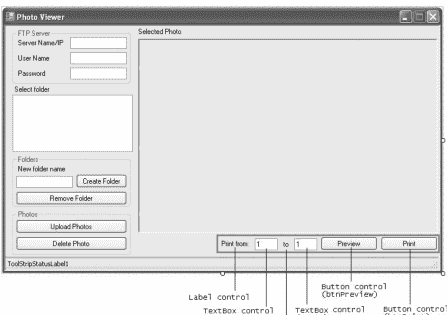 Photo Viewer
FTP Server
Server Name/IP
User Name
Password
Select folder
Selected Photo
Folders
New folder name
Create Folder
Remove Folder
Photos
Upload Photos
Delete Photo
Print from: 1 to 1 Preview Print
ToolStripStatusLabel1
Button control
(btnPreview)
Label control
TextBox control TextBox control Button control